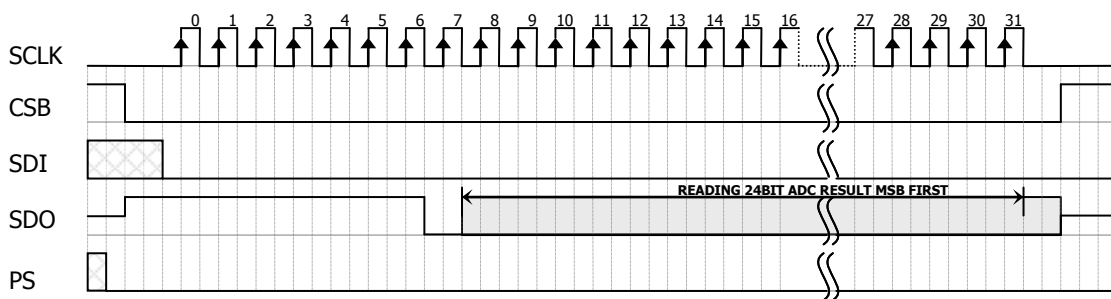 0 1 2 3 4 5 6 7 8 9 10 11 12 13 14 15 16 27 28 29 30 31
SCLK
CSB
SDI
READING 24BIT ADC RESULT MSB FIRST
SDO
PS